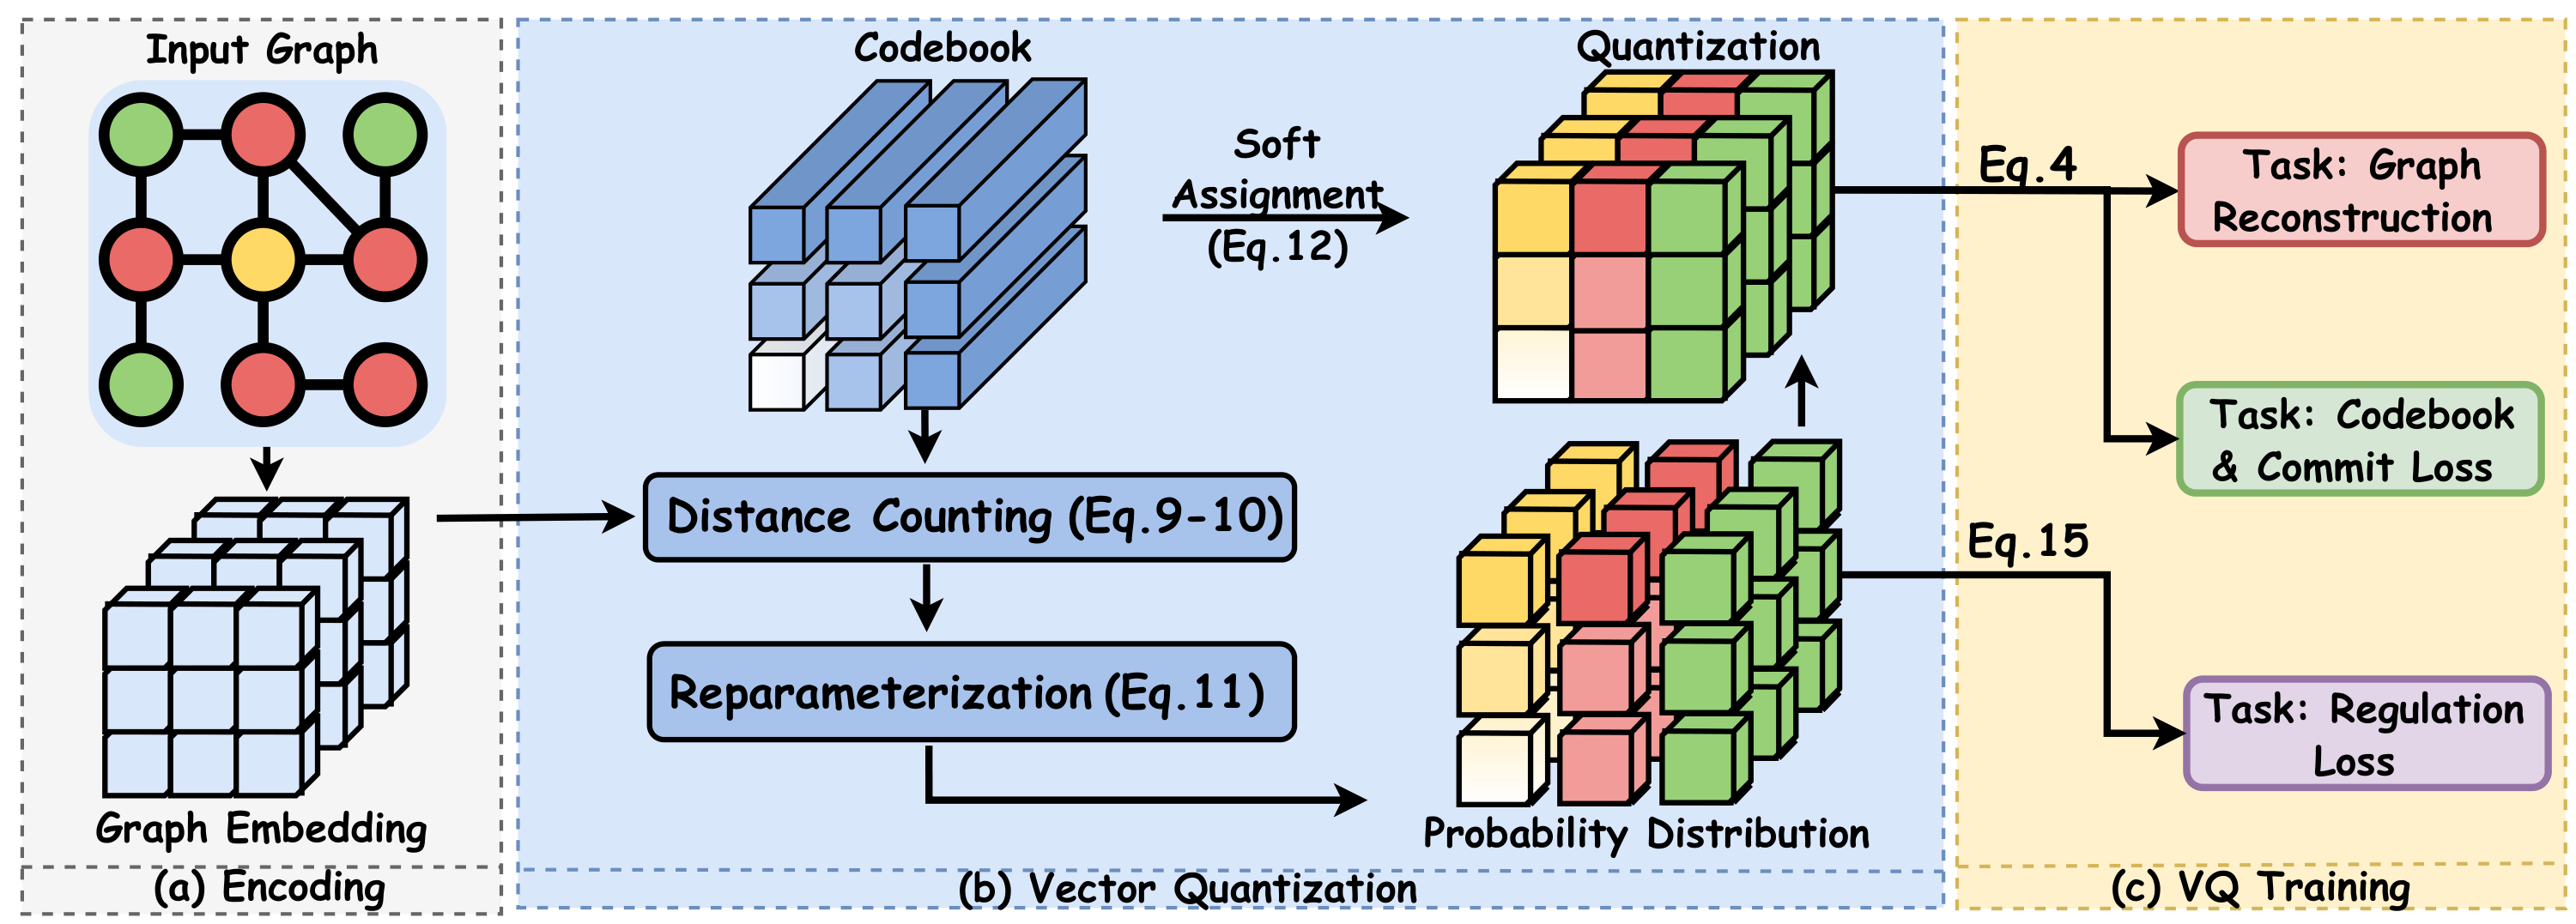 Input Graph
Graph Embedding
(a) Encoding
Codebook
Soft
Assignment
(Eq.12)
Quantization
Distance Counting (Eq.9-10)
Reparameterization (Eq.11)
Probability Distribution
(b) Vector Quantization
Eq.4
Task: Graph
Reconstruction
Task: Codebook
& Commit Loss
Eq.15
Task: Regulation
Loss
(c) VQ Training